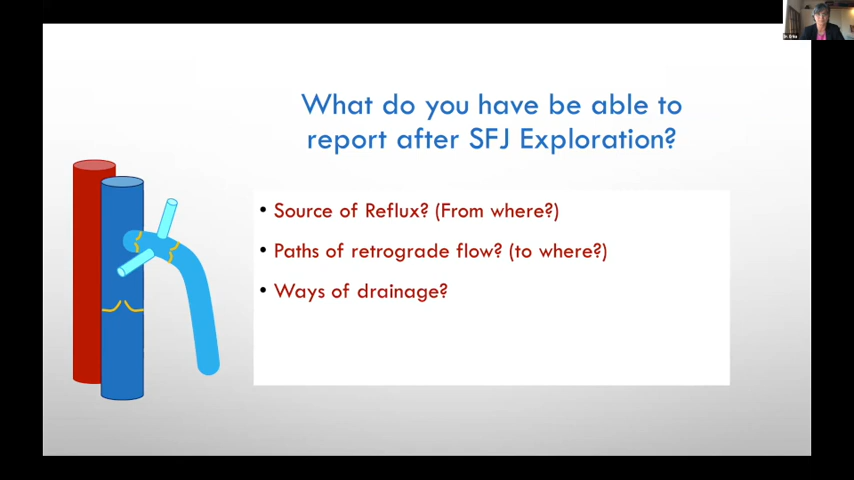 What do you have be able to
report after SFJ Exploration?
• Source of Reflux? (From where?)
• Paths of retrograde flow? (to where?)
• Ways of drainage?